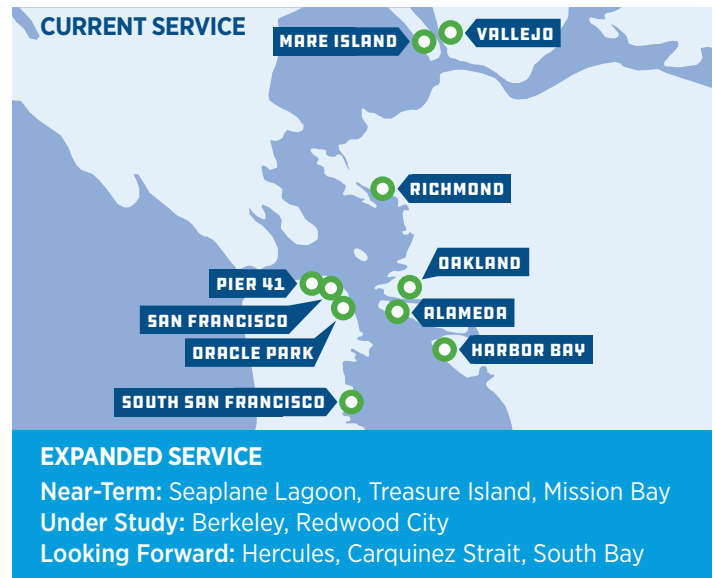 CURRENT SERVICE
MARE ISLAND
VALLEJO
RICHMOND
OAKLAND
PIER 41
SAN FRANCISCO
ALAMEDA
ORACLE PARK
HARBOR BAY
SOUTH SAN FRANCISCO
EXPANDED SERVICE
Near-Term: Seaplane Lagoon, Treasure Island, Mission Bay
Under Study: Berkeley, Redwood City
Looking Forward: Hercules, Carquinez Strait, South Bay